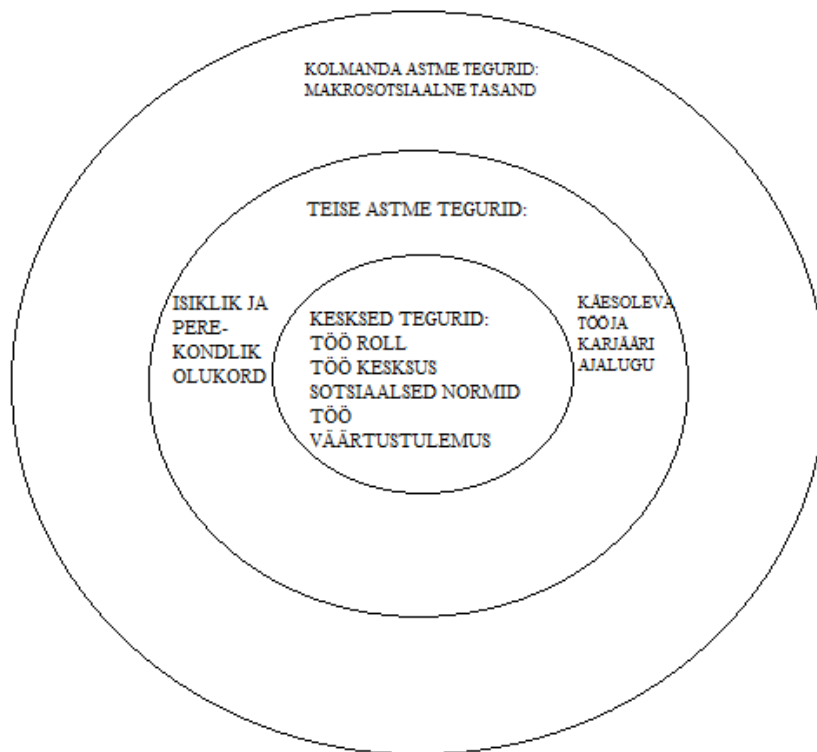 KOLMANDA ASTME TEGURID:
MAKROSOTSIAALNE TASAND
TEISE ASTME TEGURID:
ISIKLIK JA
PERE-
KONDLIK
OLUKORD
KESKSED TEGURID:
TÖÖ ROLL
TÖÖ KESKSUS
SOTSIAALSED NORMID
TÖÖ
VÄÄRTUSTULEMUS
KÄESOLEVA
TÖÖ JA
KARJÄÄRI
AJALUGU